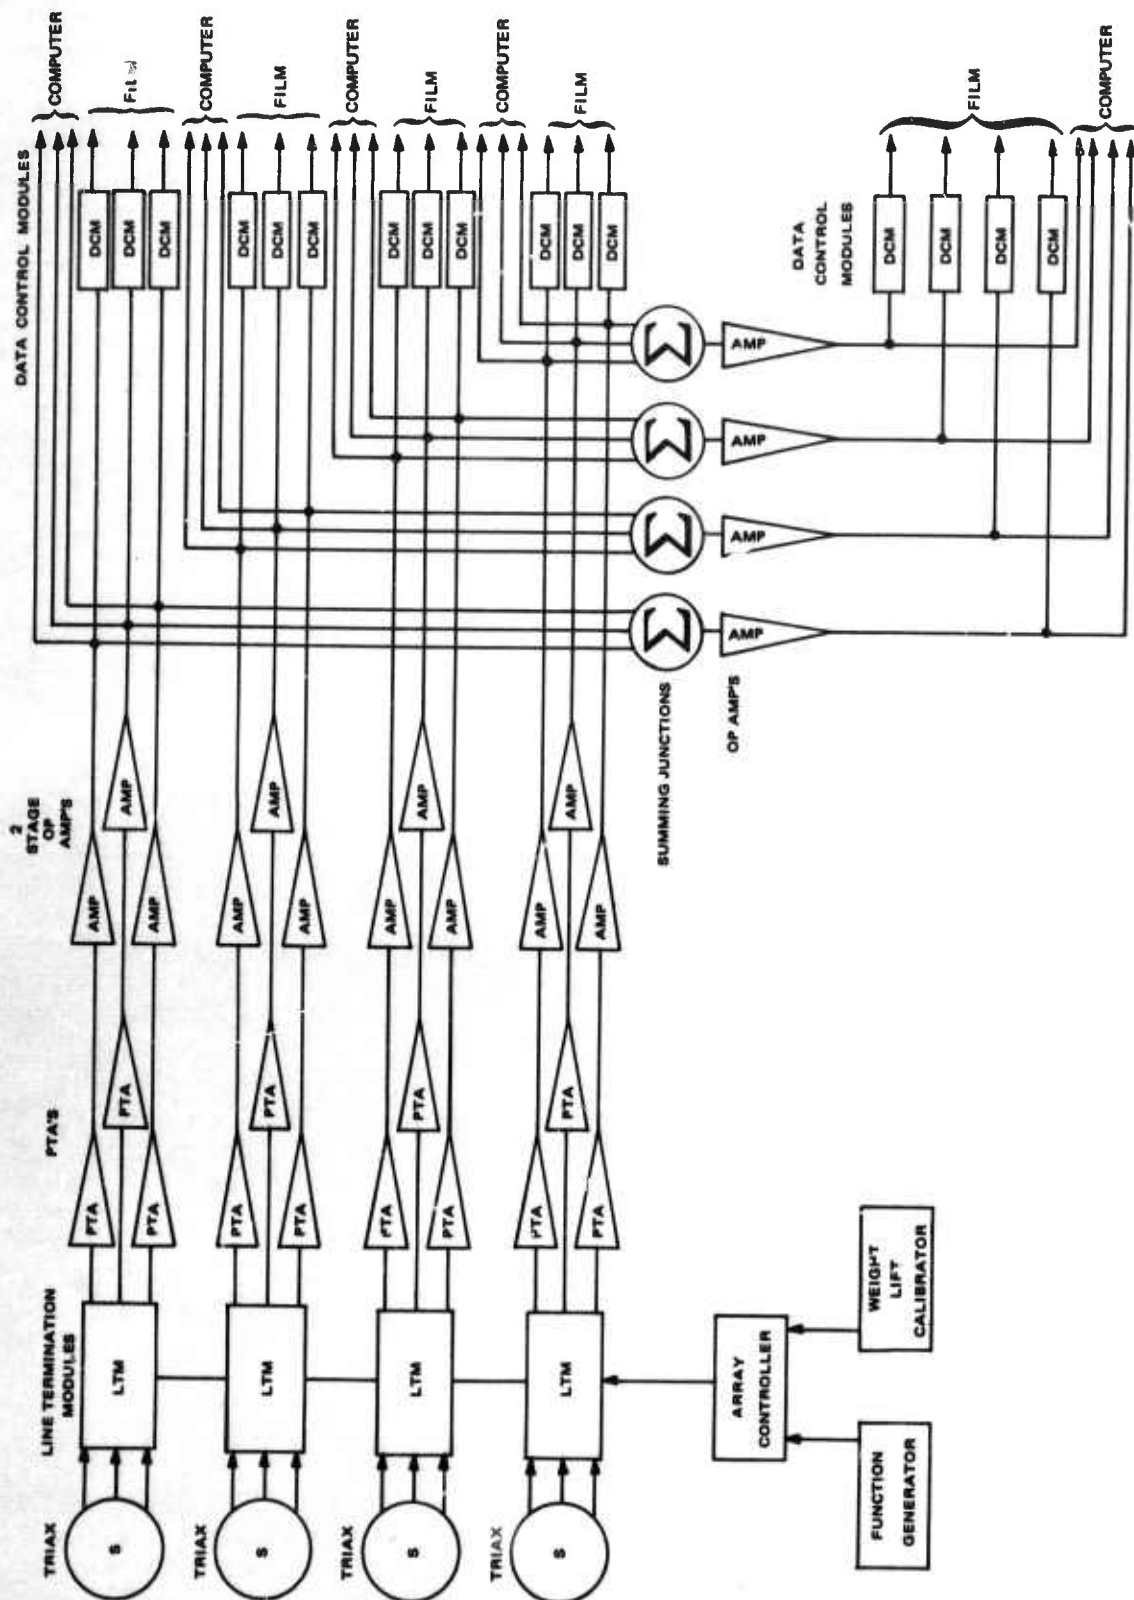 TRIAX
LINE TERMINATION
MODULES
PTA'S
2
STAGE
OF
AMP'S
DATA CONTROL MODULES
COMPUTER
S
LTM
PTA
PTA
PTA
AMP
AMP
AMP
DCM
DCM
DCM
TRIAX
S
LTM
PTA
PTA
PTA
AMP
AMP
AMP
DCM
DCM
DCM
COMPUTER
FILM
TRIAX
S
LTM
PTA
PTA
PTA
AMP
AMP
AMP
DCM
DCM
DCM
COMPUTER
FILM
TRIAX
S
LTM
PTA
PTA
PTA
AMP
AMP
AMP
DCM
DCM
DCM
COMPUTER
FILM
SUMMING JUNCTIONS
Σ
Σ
Σ
Σ
OF AMP'S
AMP
AMP
AMP
AMP
ARRAY
CONTROLLER
FUNCTION
GENERATOR
WEIGHT
LIFT
CALIBRATOR
DATA
CONTROL
MODULES
DCM
DCM
DCM
DCM
FILM
COMPUTER